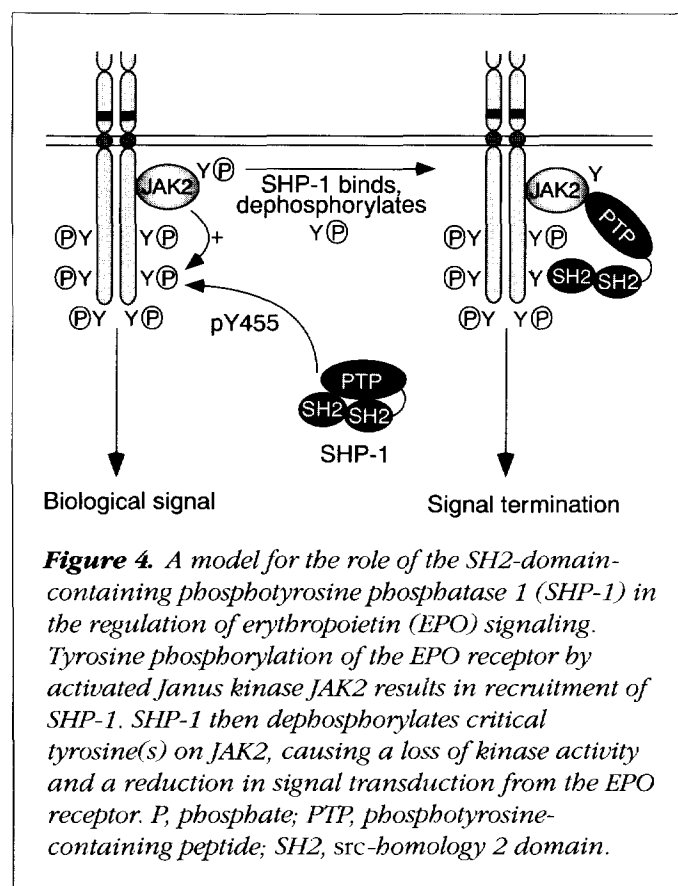 JAK2
YⓅ
SHP-1 binds,
dephosphorylates
YⓅ
Y
JAK2
PTP
ⓅY YⓅ
+
ⓅY YⓅ
ⓅY YⓅ
pY455
PTP
SH2 SH2
SHP-1
ⓅY YⓅ
ⓅY Y SH2 SH2
ⓅY YⓅ
Biological signal
Signal termination
Figure 4. A model for the role of the SH2-domain-
containing phosphotyrosine phosphatase 1 (SHP-1) in
the regulation of erythropoietin (EPO) signaling.
Tyrosine phosphorylation of the EPO receptor by
activated Janus kinase JAK2 results in recruitment of
SHP-1. SHP-1 then dephosphorylates critical
tyrosine(s) on JAK2, causing a loss of kinase activity
and a reduction in signal transduction from the EPO
receptor. P, phosphate; PTP, phosphotyrosine-
containing peptide; SH2, src-homology 2 domain.